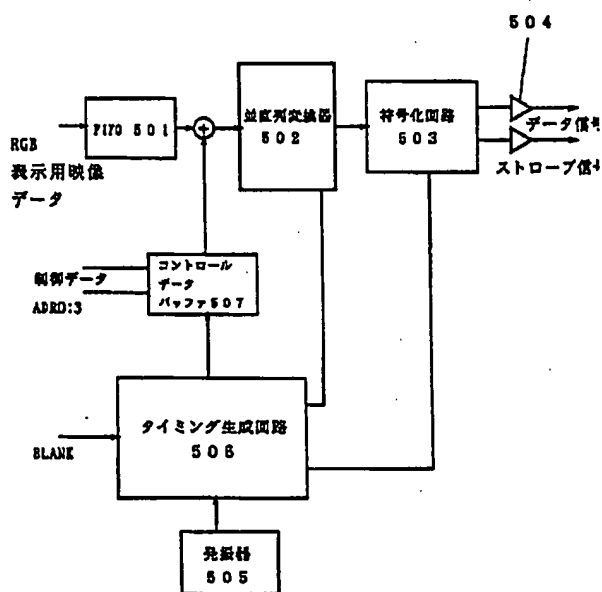 504
FIFO 501
並直列変換器
502
符号化回路
503
データ信号
ストローブ信号
RGB
表示用映像
データ
コントロール
データ
バッファ507
制御データ
ADRD:3
タイミング生成回路
506
BLANK
発振器
505